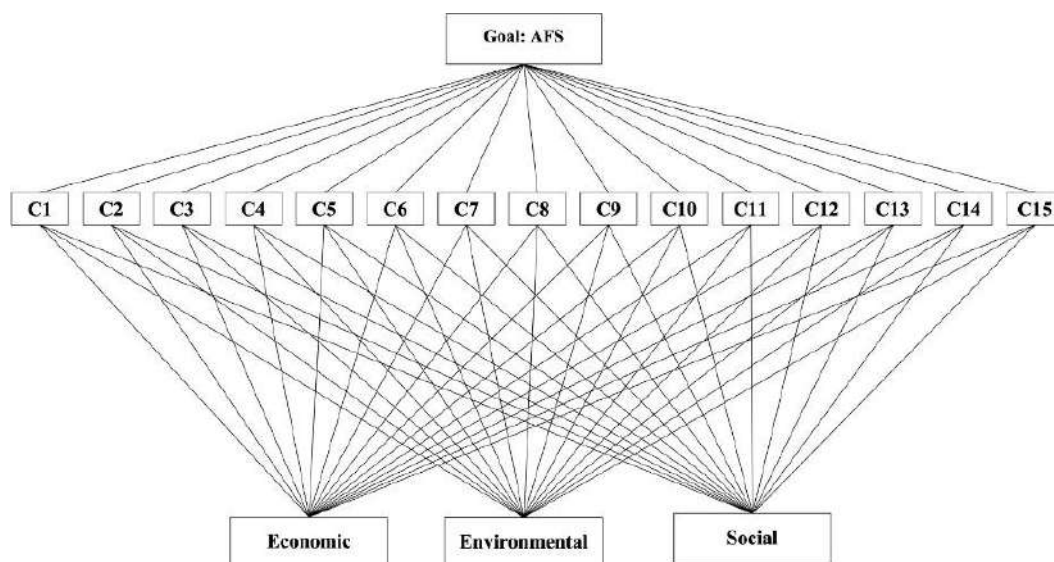 Goal: AFS
C1 C2 C3 C4 C5 C6 C7 C8 C9 C10 C11 C12 C13 C14 C15
Economic Environmental Social